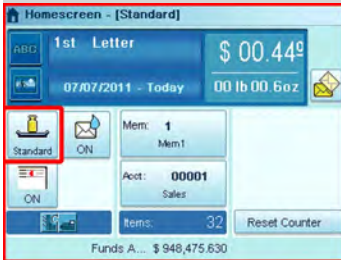 Homescreen - [Standard]
ABC
1st Letter
$ 00.449
07/07/2011 - Today
00 lb 00.6oz
Standard
ON
Mem: 1
Mem1
ON
Acct: 00001
Sales
Items: 32
Reset Counter
Funds A... $ 948,475.630